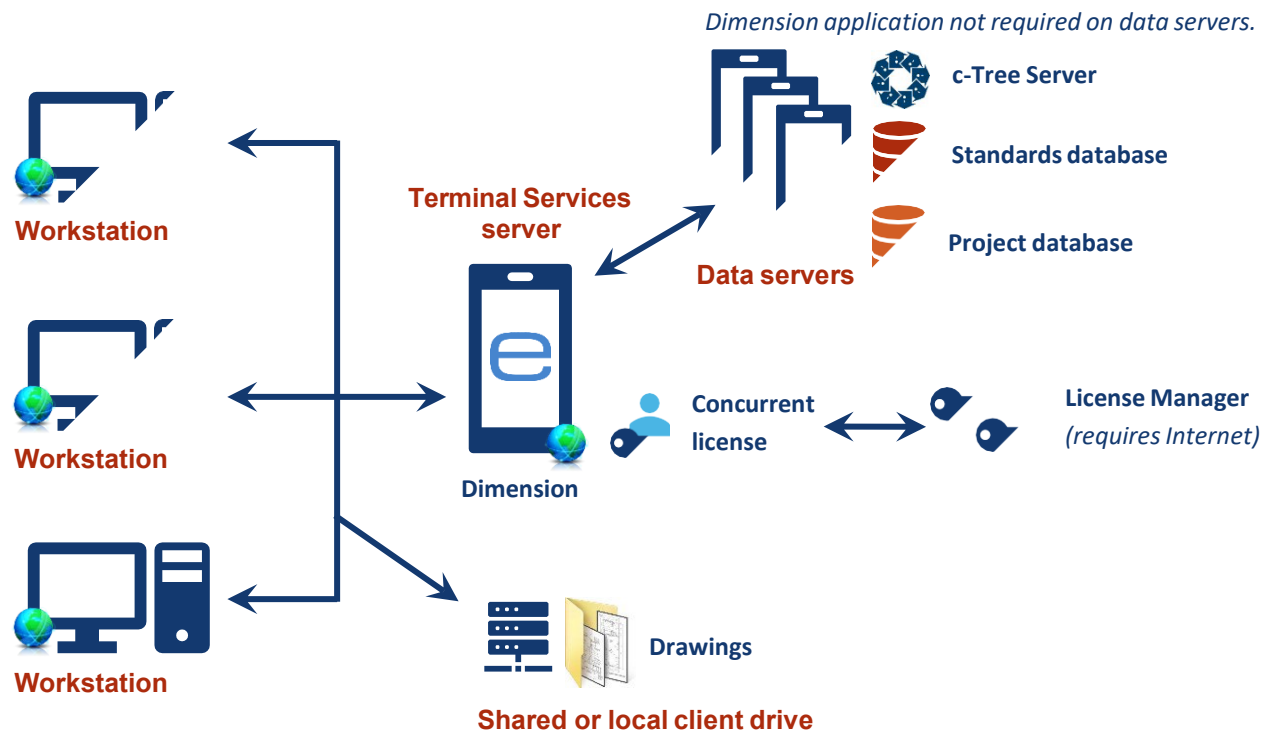 Dimension application not required on data servers.
c-Tree Server
Standards database
Project database
Data servers
Terminal Services
server
Workstation
Workstation
Workstation
e
Dimension
Concurrent
license
License Manager
(requires Internet)
Drawings
Shared or local client drive